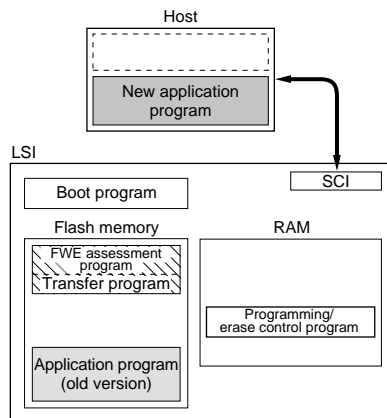 Host
New application
program
LSI
SCI
Boot program
Flash memory
RAM
FWE assessment
program
Transfer program
Programming/
erase control program
Application program
(old version)